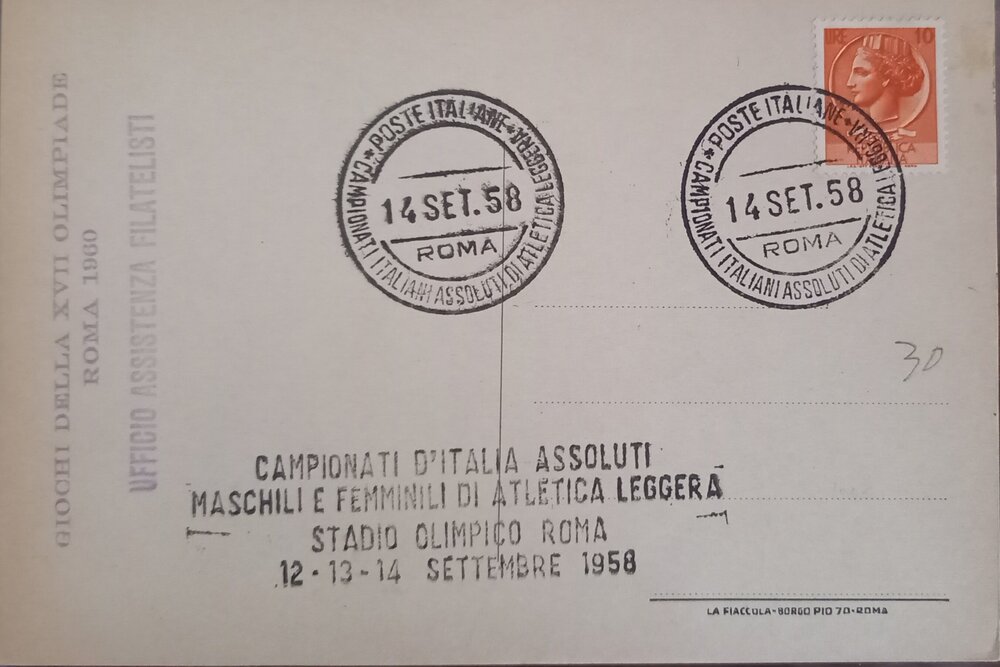 GIOCHI DELLA XVII OLIMPIADE
ROMA 1960
UFFICIO ASSISTENZA FILATELISTI
* POSTE ITALIANE *
CAMPIONATI ITALIANI ASSOLUTI DI ATLETICA LEGGERA
14 SET. 58
ROMA
* POSTE ITALIANE *
CAMPIONATI ITALIANI ASSOLUTI DI ATLETICA LEGGERA
14 SET. 58
ROMA
LIRE 10
30
CAMPIONATI D'ITALIA ASSOLUTI
MASCHILI E FEMMINILI DI ATLETICA LEGGERA
STADIO OLIMPICO ROMA
12 - 13 - 14 SETTEMBRE 1958
LA FIACCOLA - BORGO PIO 70 - ROMA